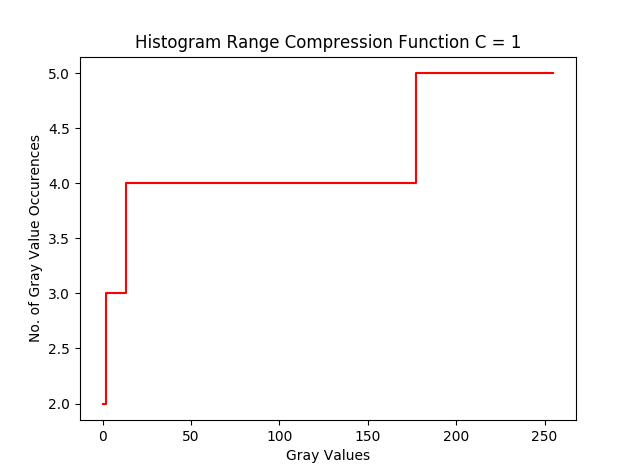 Histogram Range Compression Function C = 1
5.0
4.5
4.0
3.5
3.0
2.5
2.0
No. of Gray Value Occurences
0 50 100 150 200 250
Gray Values